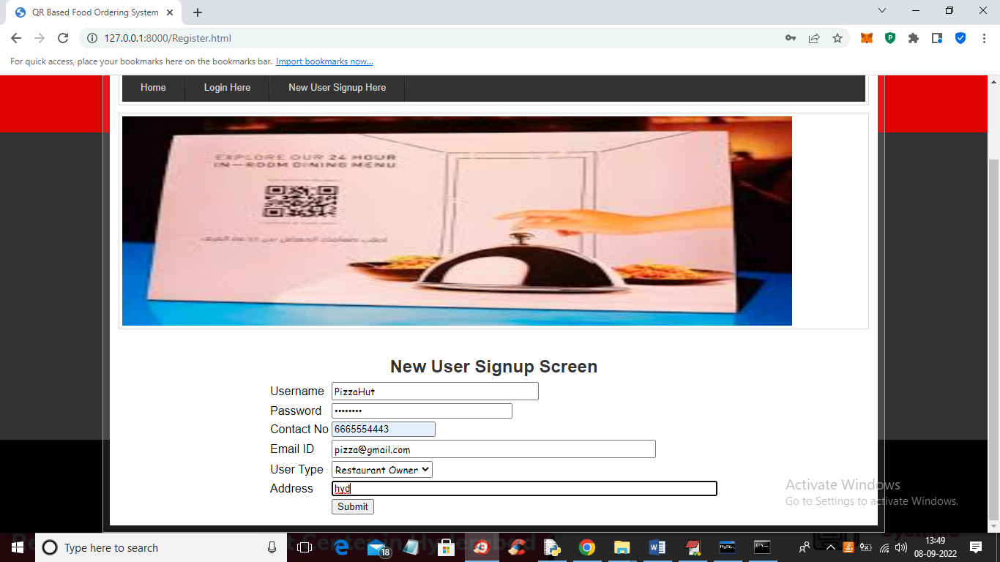 QR Based Food Ordering System
127.0.0.1:8000/Register.html
For quick access, place your bookmarks here on the bookmarks bar. Import bookmarks now...
Home
Login Here
New User Signup Here
EXPLORE OUR 24 HOUR
IN-ROOM DINING MENU
New User Signup Screen
Username PizzaHut
Password ••••••••
Contact No 6665554443
Email ID pizza@gmail.com
User Type Restaurant Owner
Address hyd
Submit
Activate Windows
Go to Settings to activate Windows.
Type here to search
18
13:49
08-09-2022